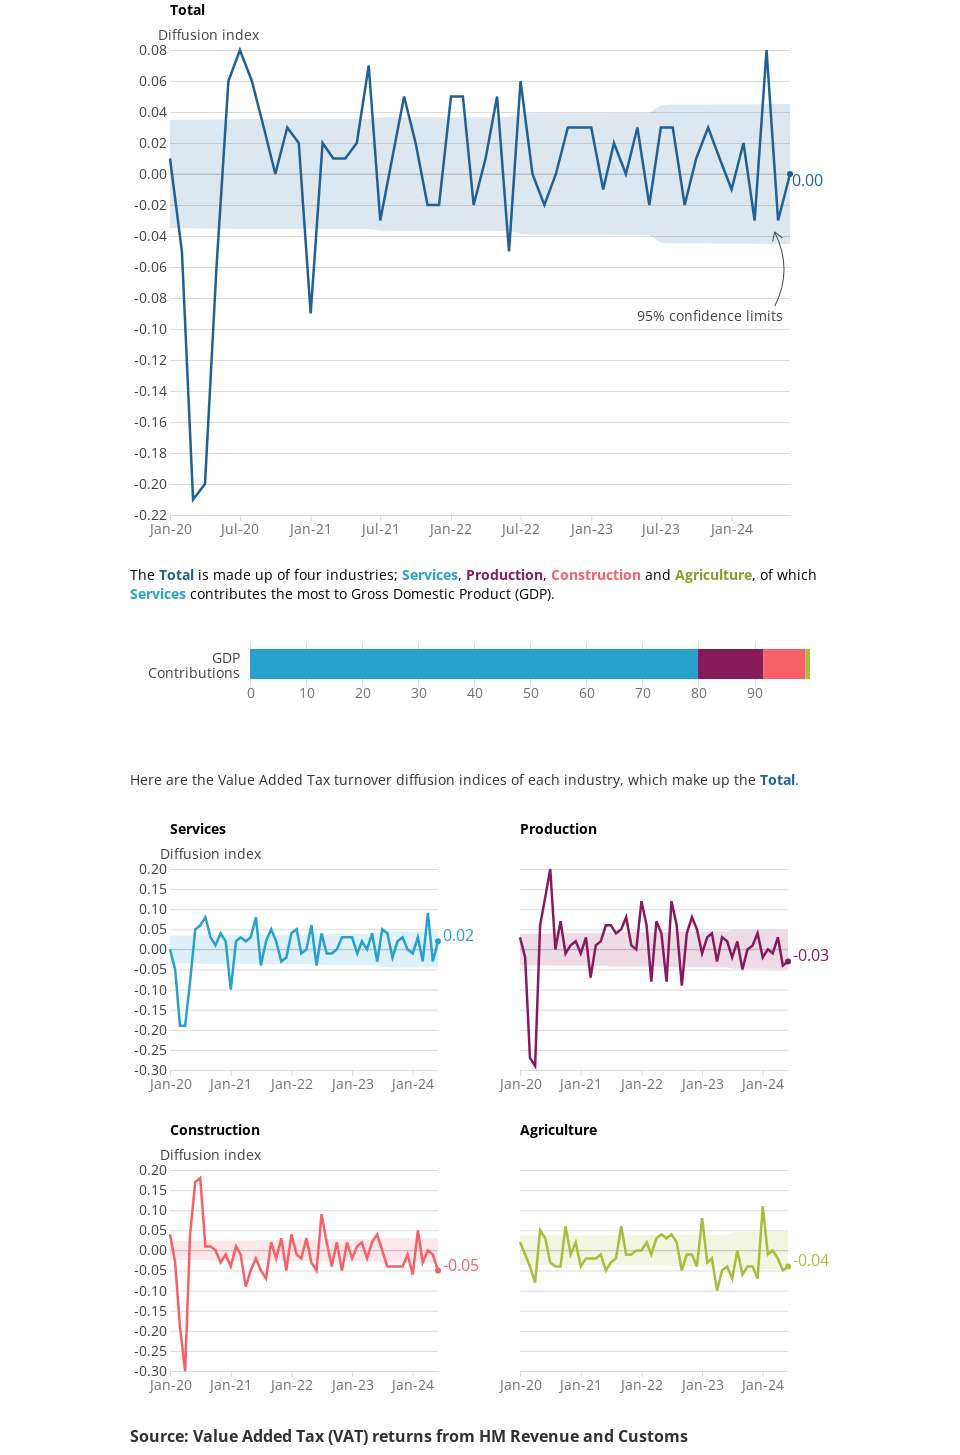 Total
Diffusion index
0.08
0.06
0.04
0.02
0.00
-0.02
-0.04
-0.06
-0.08
-0.10
-0.12
-0.14
-0.16
-0.18
-0.20
-0.22
0.00
95% confidence limits
Jan-20 Jul-20 Jan-21 Jul-21 Jan-22 Jul-22 Jan-23 Jul-23 Jan-24
The Total is made up of four industries; Services, Production, Construction and Agriculture, of which
Services contributes the most to Gross Domestic Product (GDP).
GDP
Contributions
0 10 20 30 40 50 60 70 80 90
Here are the Value Added Tax turnover diffusion indices of each industry, which make up the Total.
Services
Diffusion index
0.20
0.15
0.10
0.05
0.00
-0.05
-0.10
-0.15
-0.20
-0.25
-0.30
0.02
Jan-20 Jan-21 Jan-22 Jan-23 Jan-24
Production
-0.03
Jan-20 Jan-21 Jan-22 Jan-23 Jan-24
Construction
Diffusion index
0.20
0.15
0.10
0.05
0.00
-0.05
-0.10
-0.15
-0.20
-0.25
-0.30
-0.05
Jan-20 Jan-21 Jan-22 Jan-23 Jan-24
Agriculture
-0.04
Jan-20 Jan-21 Jan-22 Jan-23 Jan-24
Source: Value Added Tax (VAT) returns from HM Revenue and Customs